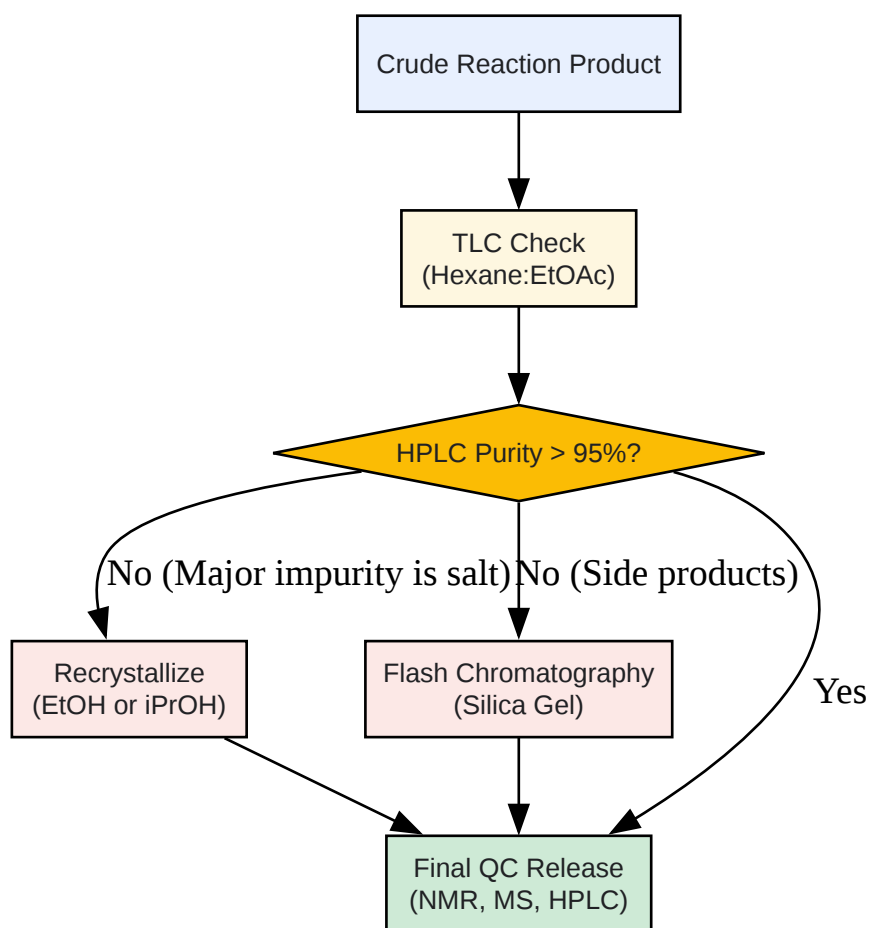 Crude Reaction Product
TLC Check
(Hexane:EtOAc)
HPLC Purity > 95%?
No (Major impurity is salt)
No (Side products)
Recrystallize
(EtOH or iPrOH)
Flash Chromatography
(Silica Gel)
Yes
Final QC Release
(NMR, MS, HPLC)